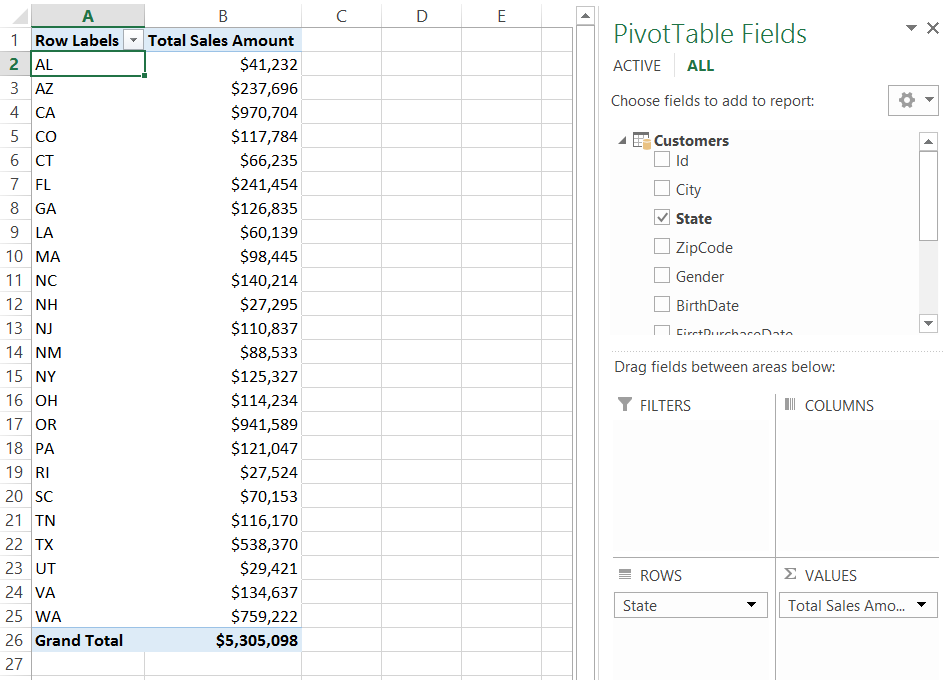 A B C D E
1 Row Labels Total Sales Amount
2 AL $41,232
3 AZ $237,696
4 CA $970,704
5 CO $117,784
6 CT $66,235
7 FL $241,454
8 GA $126,835
9 LA $60,139
10 MA $98,445
11 NC $140,214
12 NH $27,295
13 NJ $110,837
14 NM $88,533
15 NY $125,327
16 OH $114,234
17 OR $941,589
18 PA $121,047
19 RI $27,524
20 SC $70,153
21 TN $116,170
22 TX $538,370
23 UT $29,421
24 VA $134,637
25 WA $759,222
26 Grand Total $5,305,098
27
PivotTable Fields
ACTIVE ALL
Choose fields to add to report:
Customers
Id
City
State
ZipCode
Gender
BirthDate
FirstPurchaseDate
Drag fields between areas below:
FILTERS COLUMNS
ROWS Σ VALUES
State Total Sales Amo...